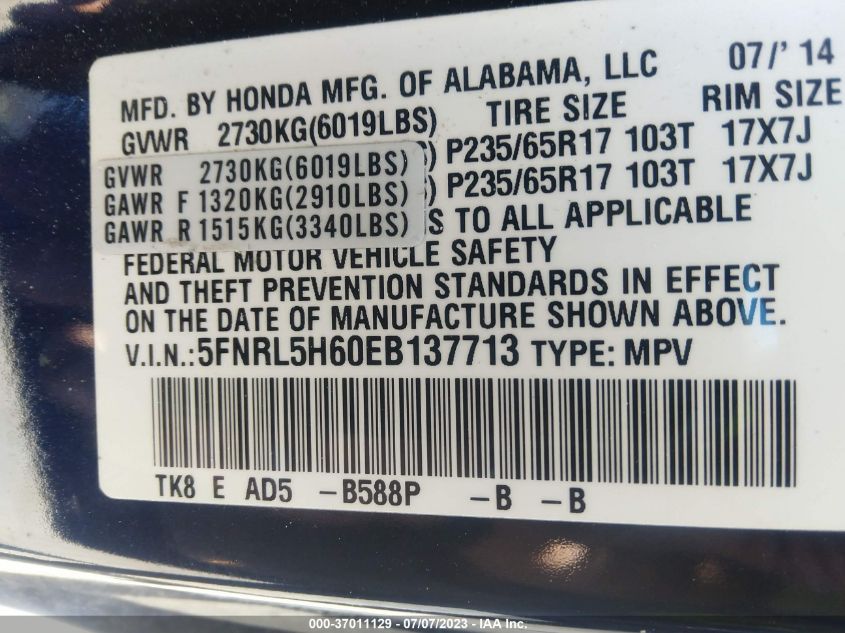 MFD. BY HONDA MFG. OF ALABAMA, LLC 07/' 14
GVWR 2730KG(6019LBS) TIRE SIZE RIM SIZE
) P235/65R17 103T 17X7J
) P235/65R17 103T 17X7J
GVWR 2730KG(6019LBS)
GAWR F 1320KG(2910LBS)
GAWR R 1515KG(3340LBS)
S TO ALL APPLICABLE
FEDERAL MOTOR VEHICLE SAFETY
AND THEFT PREVENTION STANDARDS IN EFFECT
ON THE DATE OF MANUFACTURE SHOWN ABOVE.
V.I.N.:5FNRL5H60EB137713 TYPE: MPV
TK8 E AD5 -B588P -B -B
000-37011129 - 07/07/2023 - IAA Inc.